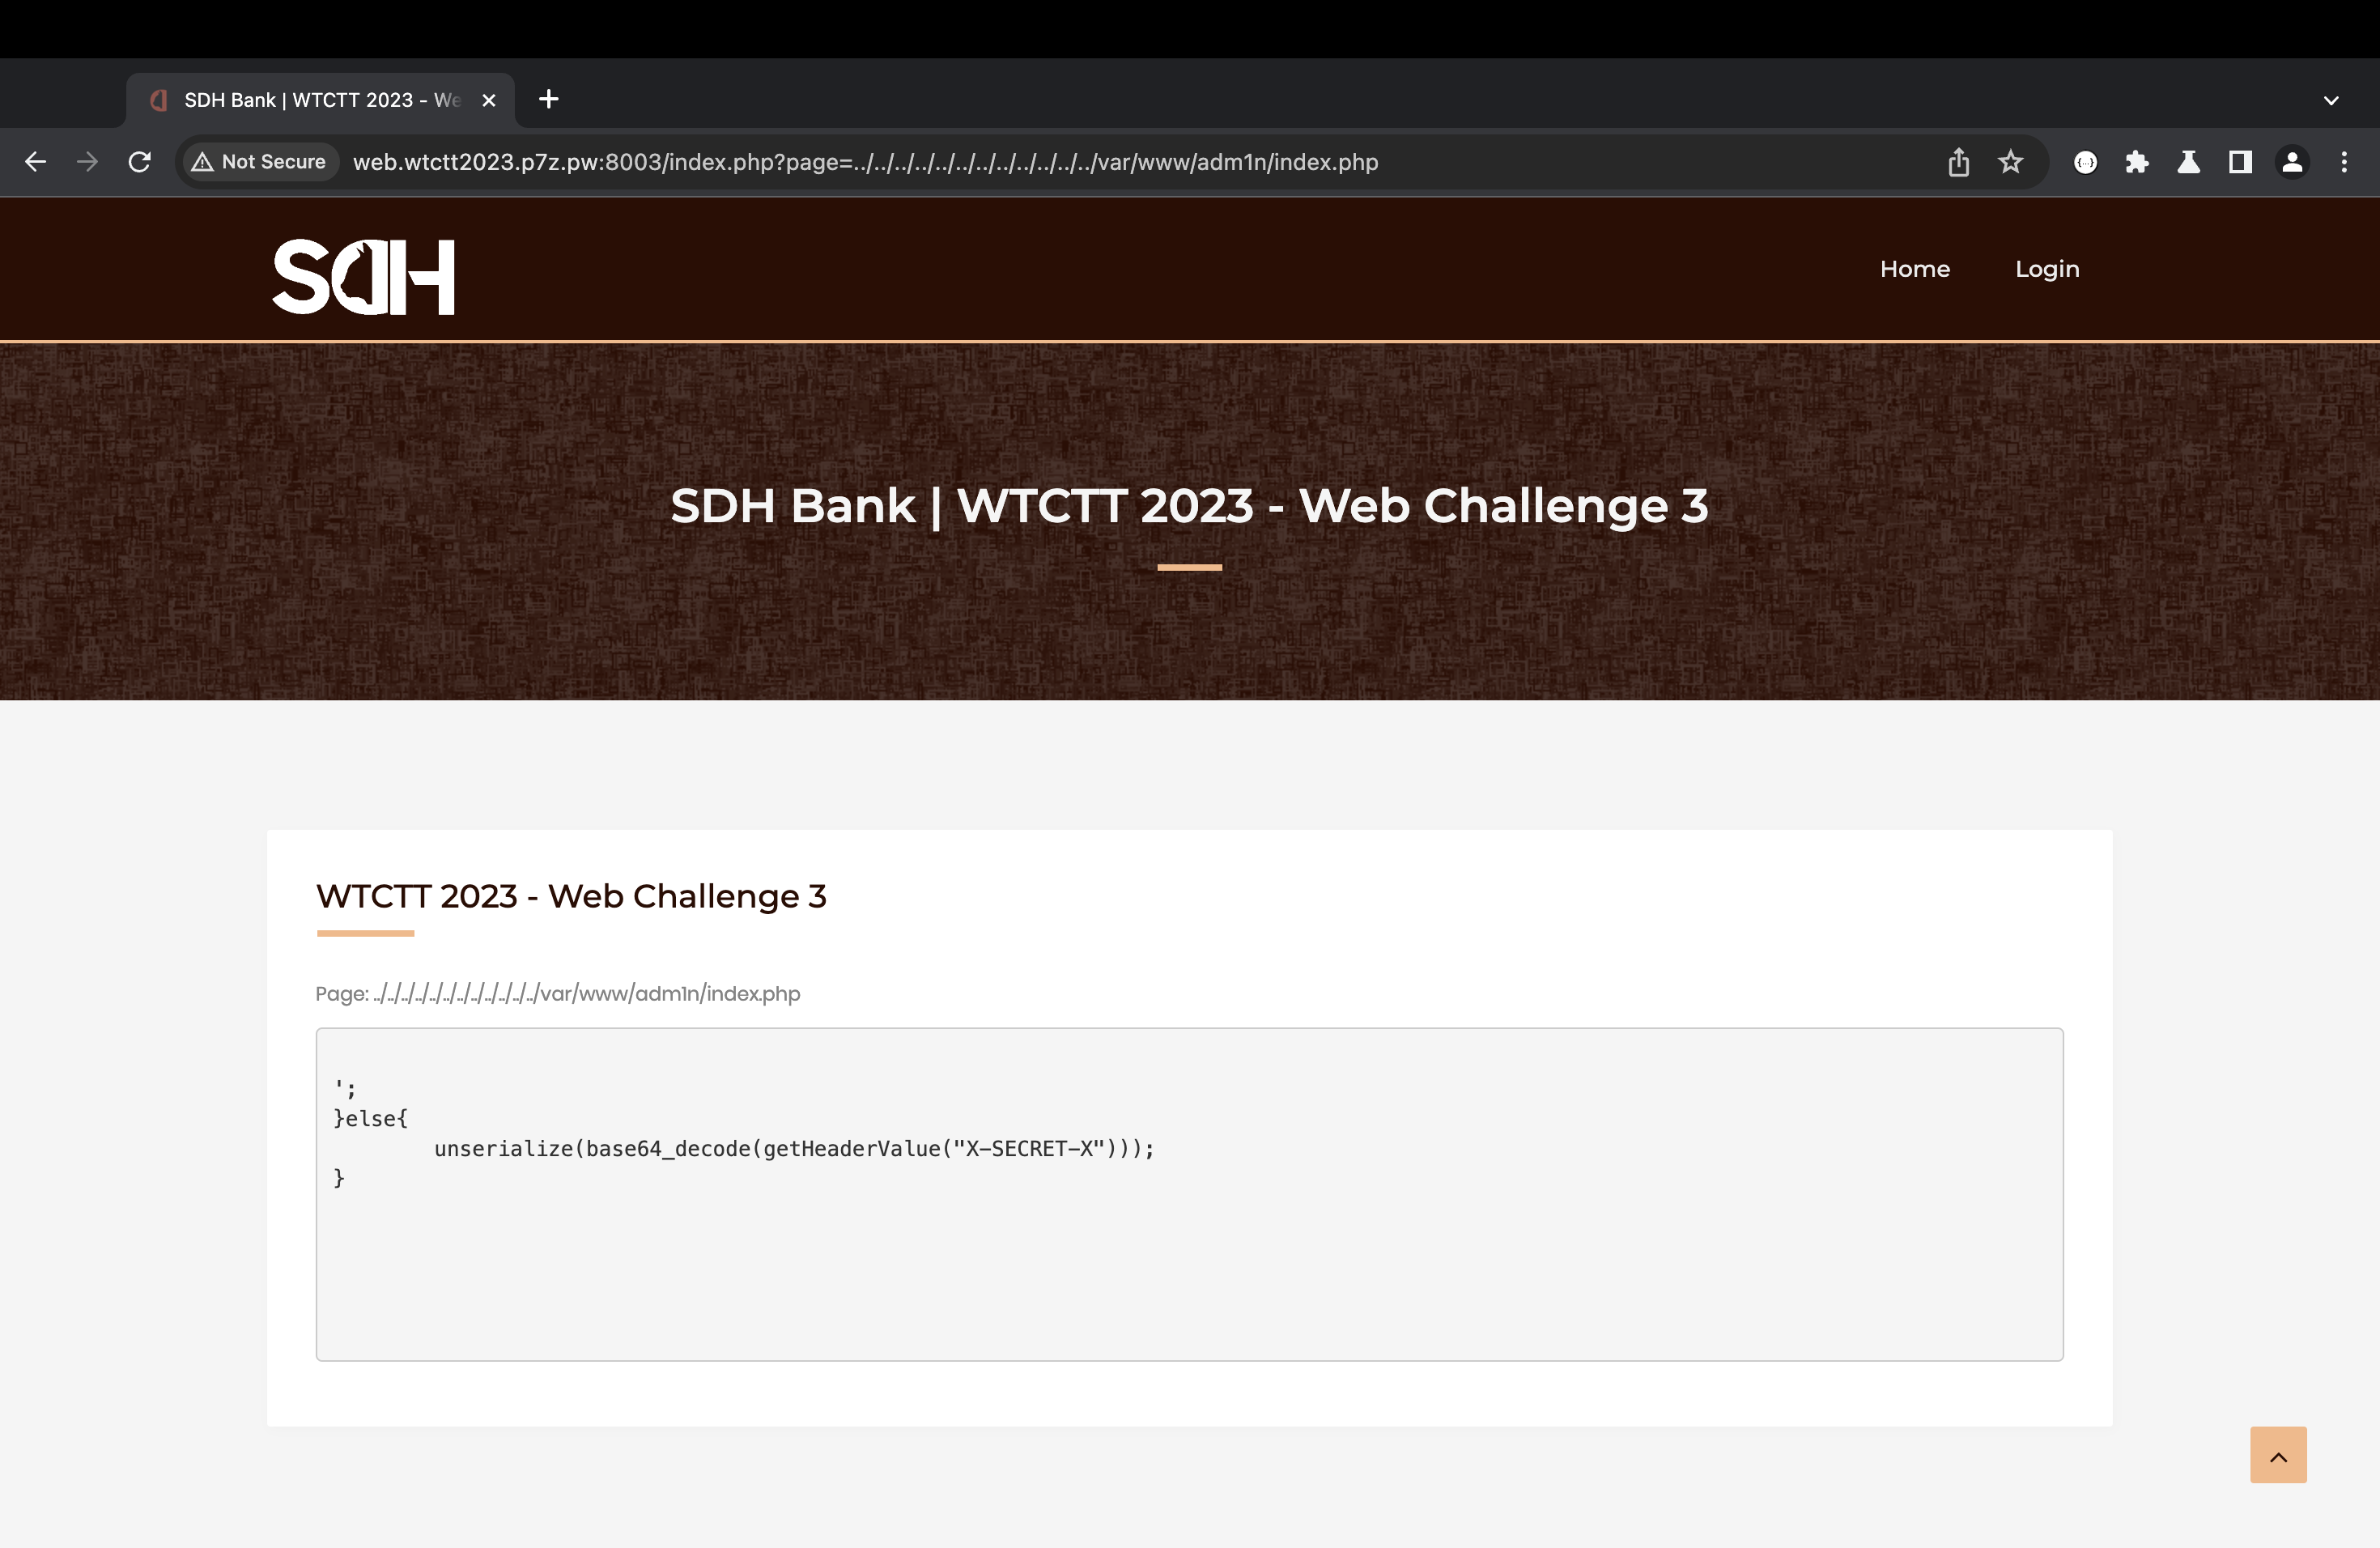 SDH Bank | WTCTT 2023 - We
Not Secure
web.wtctt2023.p7z.pw:8003/index.php?page=../../../../../../../../../../../../var/www/adm1n/index.php
SDH
Home
Login
SDH Bank | WTCTT 2023 - Web Challenge 3
WTCTT 2023 - Web Challenge 3
Page: ../../../../../../../../../../../../var/www/adm1n/index.php
';
}else{
        unserialize(base64_decode(getHeaderValue("X-SECRET-X")));
}